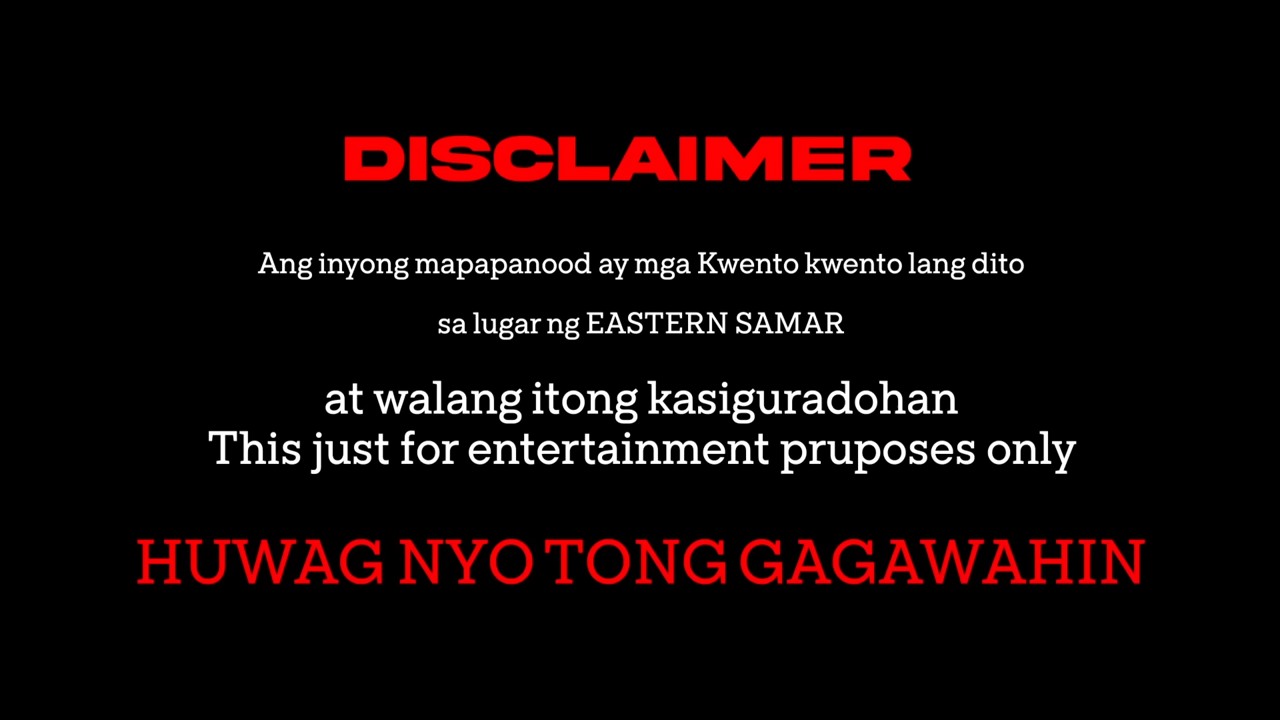 DISCLAIMER
Ang inyong mapapanood ay mga Kwento kwento lang dito
sa lugar ng EASTERN SAMAR
at walang itong kasiguradohan
This just for entertainment pruposes only
HUWAG NYO TONG GAGAWAHIN